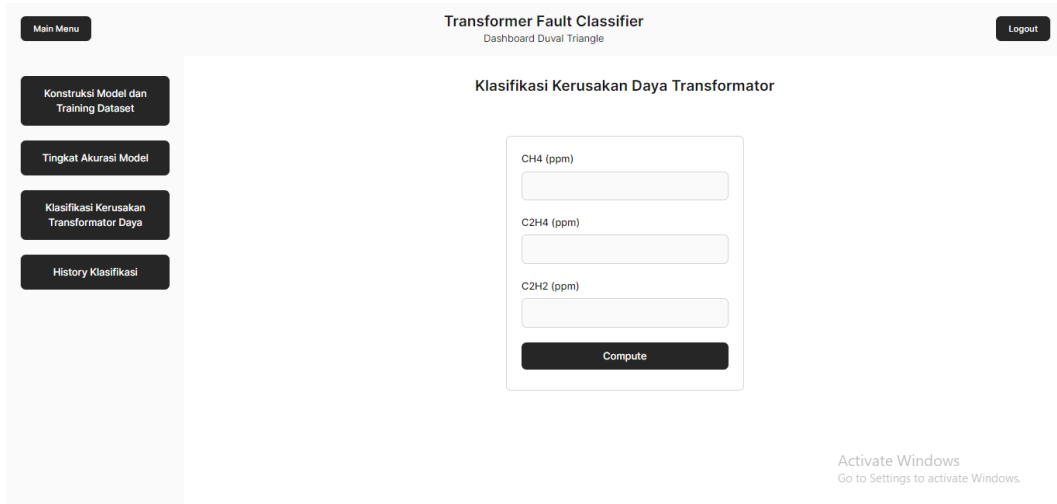 Main Menu
Transformer Fault Classifier
Dashboard Duval Triangle
Logout
Konstruksi Model dan
Training Dataset
Tingkat Akurasi Model
Klasifikasi Kerusakan
Transformator Daya
History Klasifikasi
Klasifikasi Kerusakan Daya Transformator
CH4 (ppm)
C2H4 (ppm)
C2H2 (ppm)
Compute
Activate Windows
Go to Settings to activate Windows.